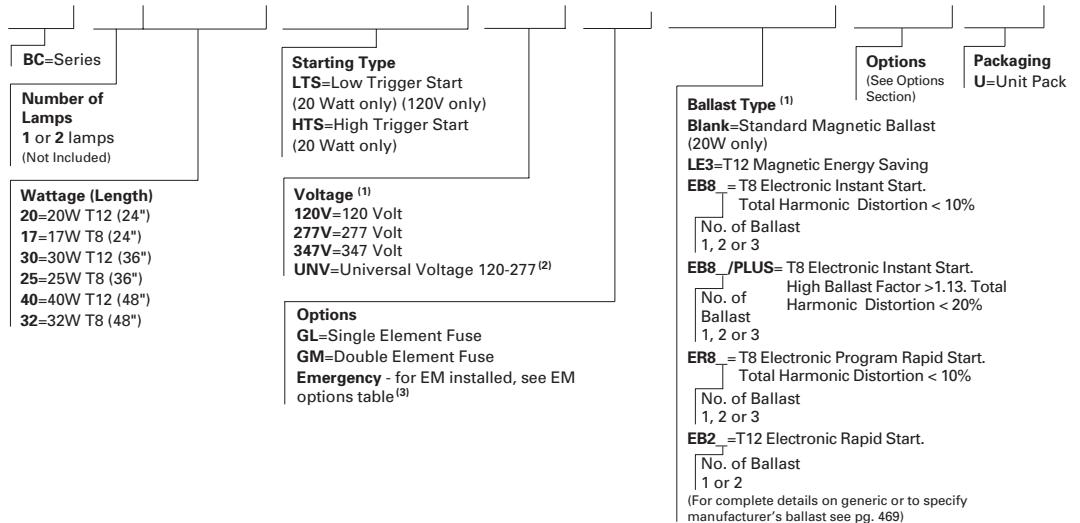 BC=Series
Number of
Lamps
1 or 2 lamps
(Not Included)
Wattage (Length)
20=20W T12 (24")
17=17W T8 (24")
30=30W T12 (36")
25=25W T8 (36")
40=40W T12 (48")
32=32W T8 (48")
Starting Type
LTS=Low Trigger Start
(20 Watt only) (120V only)
HTS=High Trigger Start
(20 Watt only)
Voltage (1)
120V=120 Volt
277V=277 Volt
347V=347 Volt
UNV=Universal Voltage 120-277 (2)
Options
GL=Single Element Fuse
GM=Double Element Fuse
Emergency - for EM installed, see EM
options table (3)
Ballast Type (1)
Blank=Standard Magnetic Ballast
(20W only)
LE3=T12 Magnetic Energy Saving
EB8_= T8 Electronic Instant Start.
Total Harmonic Distortion < 10%
No. of Ballast
1, 2 or 3
EB8_/PLUS= T8 Electronic Instant Start.
High Ballast Factor >1.13. Total
Harmonic Distortion < 20%
No. of
Ballast
1, 2 or 3
ER8_= T8 Electronic Program Rapid Start.
Total Harmonic Distortion < 10%
No. of Ballast
1, 2 or 3
EB2_=T12 Electronic Rapid Start.
No. of Ballast
1 or 2
(For complete details on generic or to specify
manufacturer's ballast see pg. 469)
Options
(See Options
Section)
Packaging
U=Unit Pack